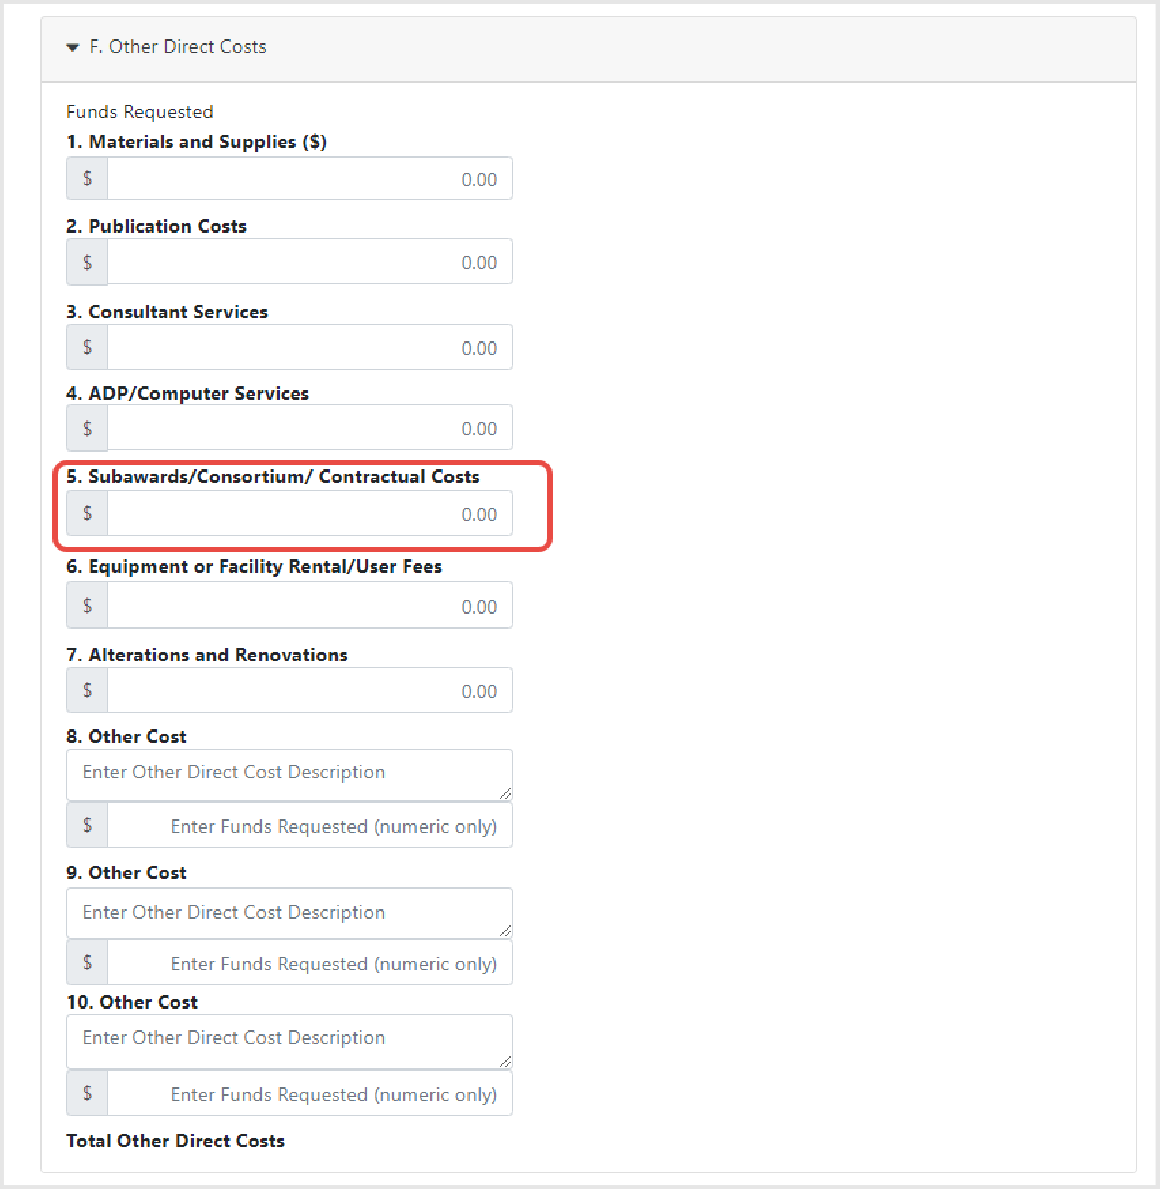 F. Other Direct Costs
Funds Requested
1. Materials and Supplies ($)
$ 0.00
2. Publication Costs
$ 0.00
3. Consultant Services
$ 0.00
4. ADP/Computer Services
$ 0.00
5. Subawards/Consortium/ Contractual Costs
$ 0.00
6. Equipment or Facility Rental/User Fees
$ 0.00
7. Alterations and Renovations
$ 0.00
8. Other Cost
Enter Other Direct Cost Description
$ Enter Funds Requested (numeric only)
9. Other Cost
Enter Other Direct Cost Description
$ Enter Funds Requested (numeric only)
10. Other Cost
Enter Other Direct Cost Description
$ Enter Funds Requested (numeric only)
Total Other Direct Costs